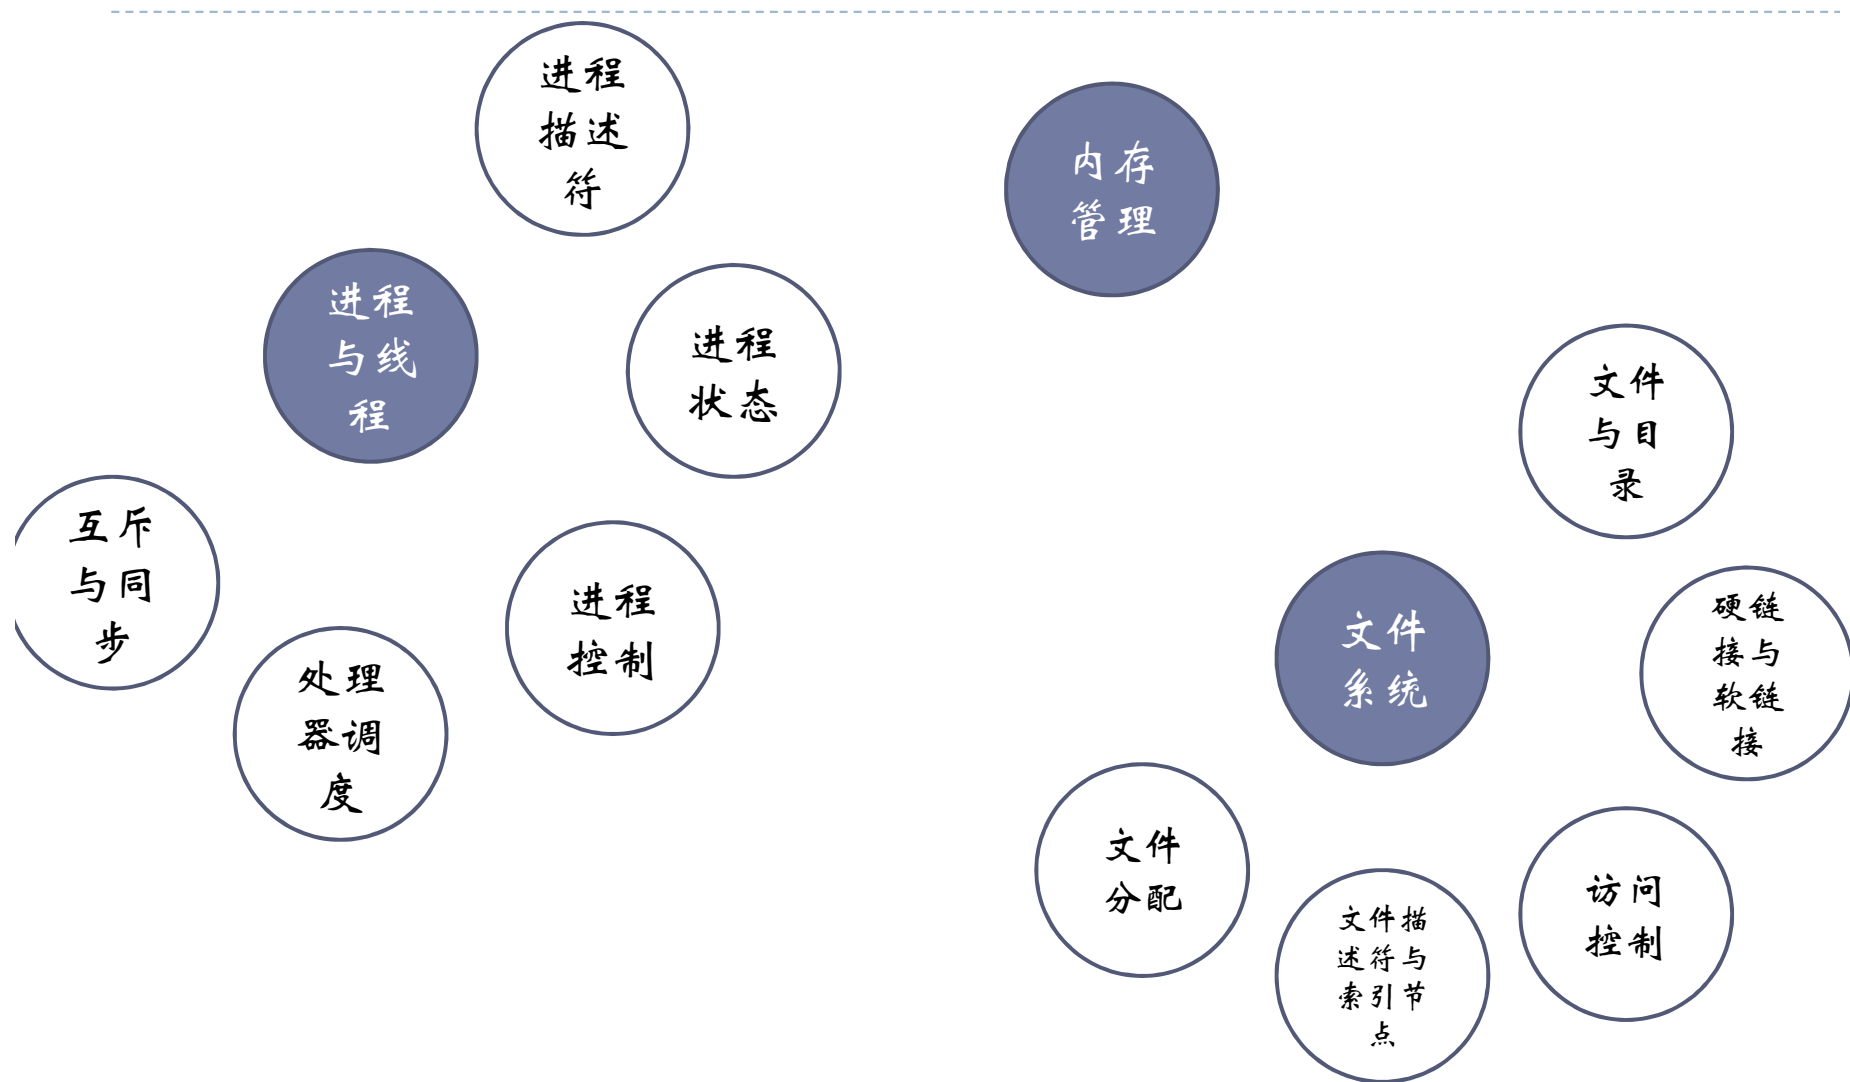 进程
描述
符
内存
管理
进程
与线
程
进程
状态
文件
与目
录
互斥
与同
步
进程
控制
文件
系统
硬链
接与
软链
接
处理
器调
度
文件
分配
文件描
述符与
索引节
点
访问
控制